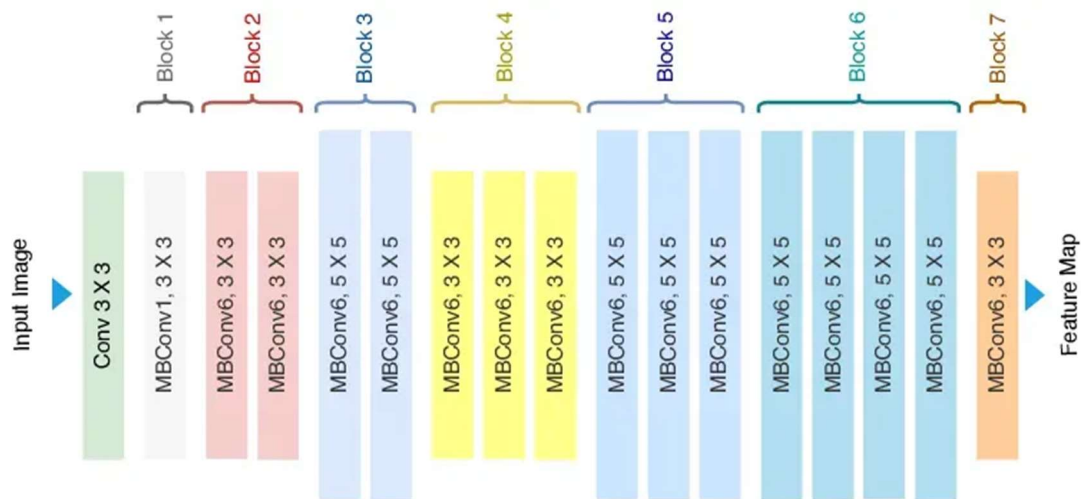 Block 1
Block 2
Block 3
Block 4
Block 5
Block 6
Block 7
Input Image
Conv 3 X 3
MBConv1, 3 X 3
MBConv6, 3 X 3
MBConv6, 3 X 3
MBConv6, 5 X 5
MBConv6, 5 X 5
MBConv6, 3 X 3
MBConv6, 3 X 3
MBConv6, 3 X 3
MBConv6, 5 X 5
MBConv6, 5 X 5
MBConv6, 5 X 5
MBConv6, 5 X 5
MBConv6, 5 X 5
MBConv6, 5 X 5
MBConv6, 5 X 5
MBConv6, 3 X 3
Feature Map